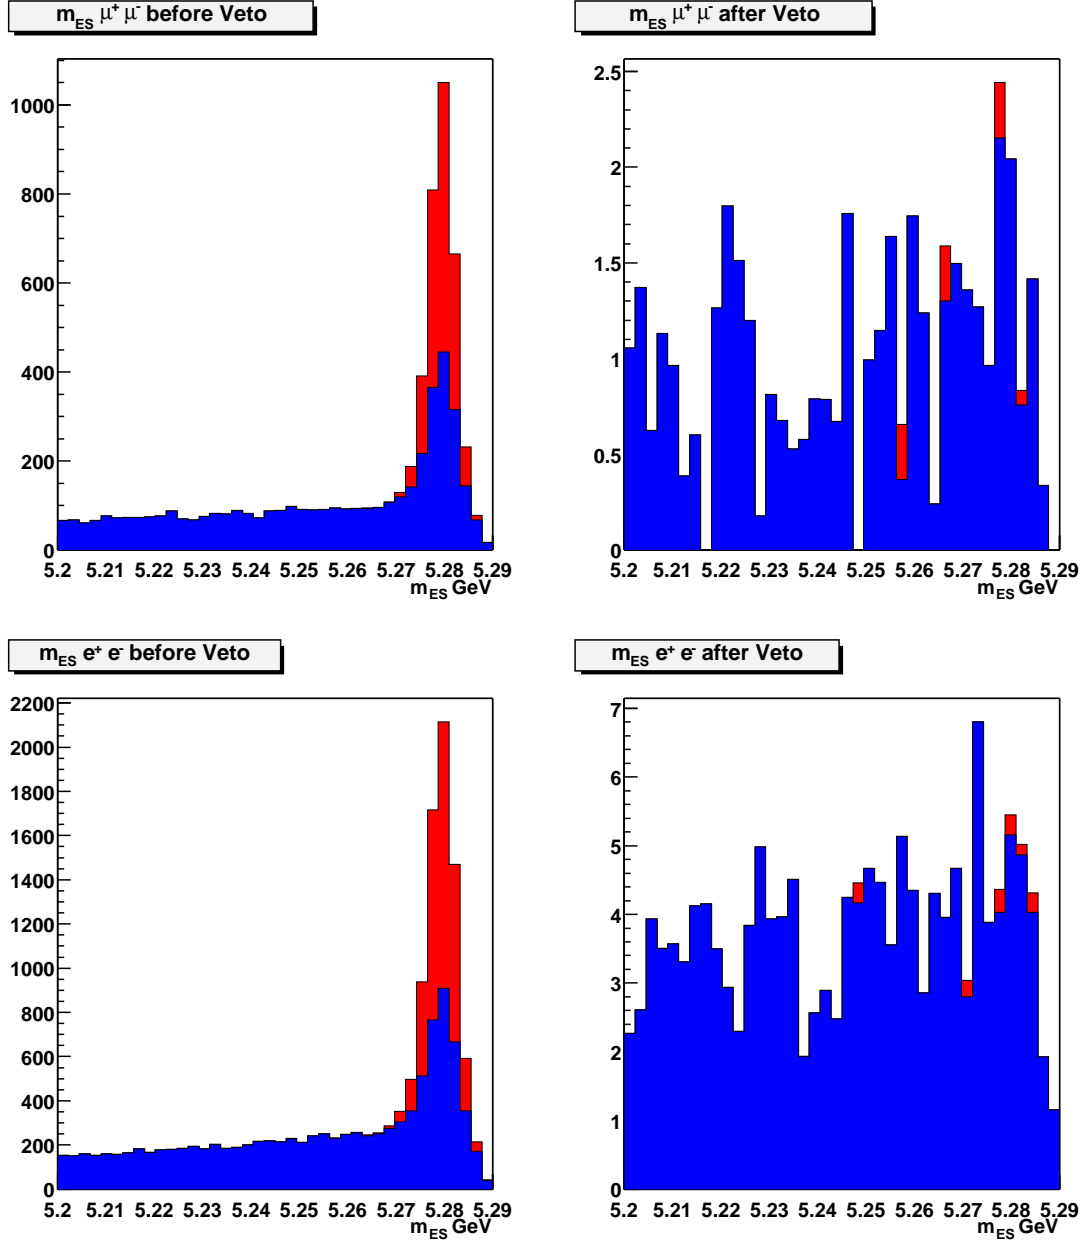 m_ES μ⁺ μ⁻ before Veto
1000
800
600
400
200
0
5.2 5.21 5.22 5.23 5.24 5.25 5.26 5.27 5.28 5.29
m_ES GeV
m_ES μ⁺ μ⁻ after Veto
2.5
2
1.5
1
0.5
0
5.2 5.21 5.22 5.23 5.24 5.25 5.26 5.27 5.28 5.29
m_ES GeV
m_ES e⁺ e⁻ before Veto
2200
2000
1800
1600
1400
1200
1000
800
600
400
200
0
5.2 5.21 5.22 5.23 5.24 5.25 5.26 5.27 5.28 5.29
m_ES GeV
m_ES e⁺ e⁻ after Veto
7
6
5
4
3
2
1
0
5.2 5.21 5.22 5.23 5.24 5.25 5.26 5.27 5.28 5.29
m_ES GeV